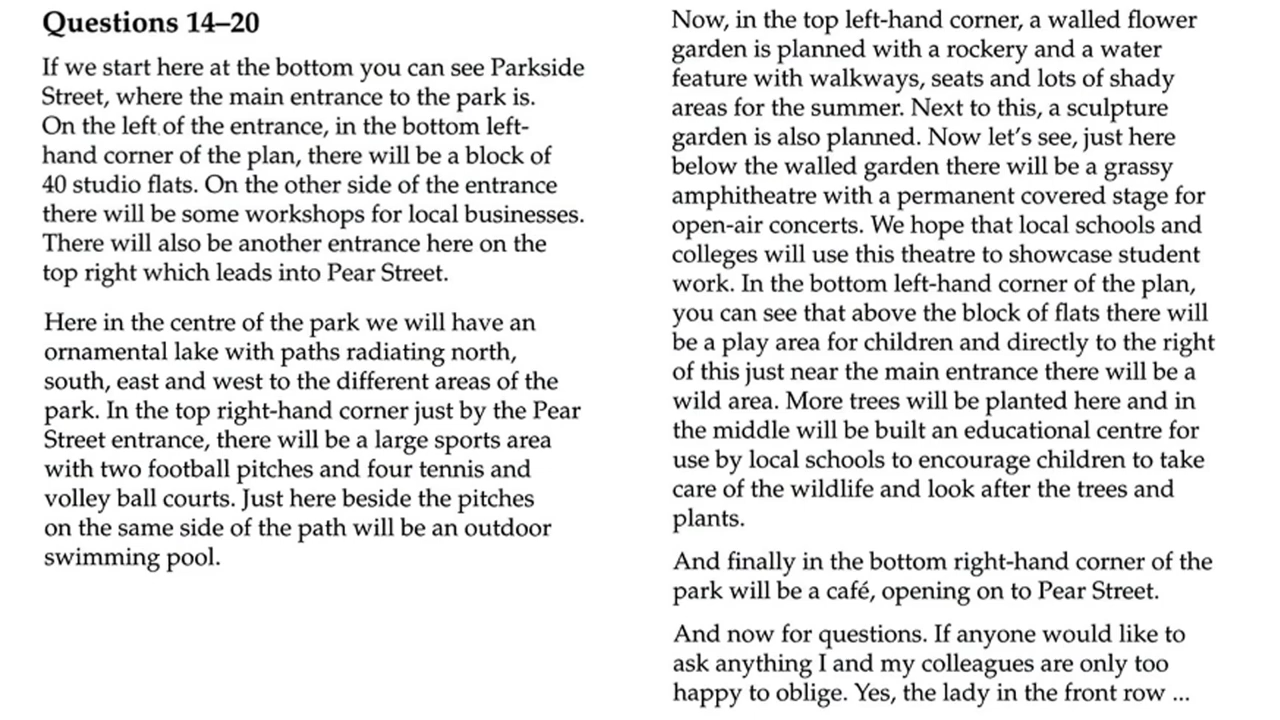 Questions 14–20
If we start here at the bottom you can see Parkside
Street, where the main entrance to the park is.
On the left of the entrance, in the bottom left-
hand corner of the plan, there will be a block of
40 studio flats. On the other side of the entrance
there will be some workshops for local businesses.
There will also be another entrance here on the
top right which leads into Pear Street.
Here in the centre of the park we will have an
ornamental lake with paths radiating north,
south, east and west to the different areas of the
park. In the top right-hand corner just by the Pear
Street entrance, there will be a large sports area
with two football pitches and four tennis and
volley ball courts. Just here beside the pitches
on the same side of the path will be an outdoor
swimming pool.
Now, in the top left-hand corner, a walled flower
garden is planned with a rockery and a water
feature with walkways, seats and lots of shady
areas for the summer. Next to this, a sculpture
garden is also planned. Now let's see, just here
below the walled garden there will be a grassy
amphitheatre with a permanent covered stage for
open-air concerts. We hope that local schools and
colleges will use this theatre to showcase student
work. In the bottom left-hand corner of the plan,
you can see that above the block of flats there will
be a play area for children and directly to the right
of this just near the main entrance there will be a
wild area. More trees will be planted here and in
the middle will be built an educational centre for
use by local schools to encourage children to take
care of the wildlife and look after the trees and
plants.
And finally in the bottom right-hand corner of the
park will be a café, opening on to Pear Street.
And now for questions. If anyone would like to
ask anything I and my colleagues are only too
happy to oblige. Yes, the lady in the front row ...